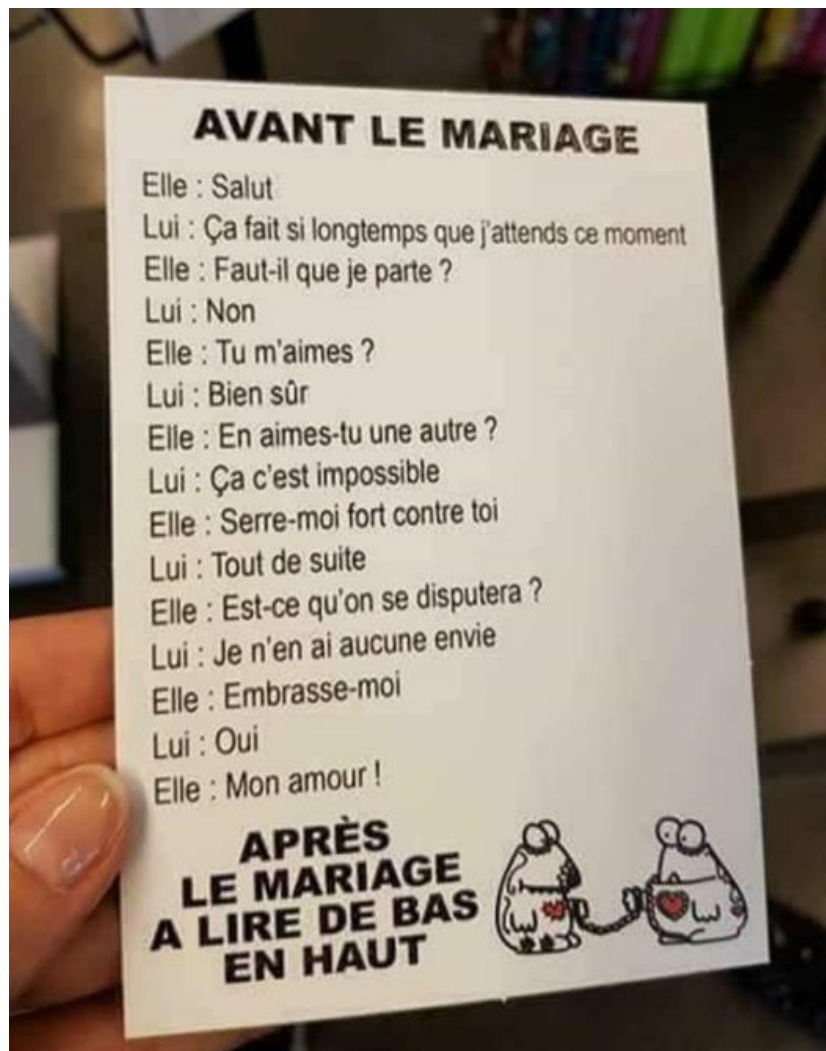 AVANT LE MARIAGE
Elle : Salut
Lui : Ça fait si longtemps que j'attends ce moment
Elle : Faut-il que je parte ?
Lui : Non
Elle : Tu m'aimes ?
Lui : Bien sûr
Elle : En aimes-tu une autre ?
Lui : Ça c'est impossible
Elle : Serre-moi fort contre toi
Lui : Tout de suite
Elle : Est-ce qu'on se disputera ?
Lui : Je n'en ai aucune envie
Elle : Embrasse-moi
Lui : Oui
Elle : Mon amour !
APRÈS
LE MARIAGE
A LIRE DE BAS
EN HAUT